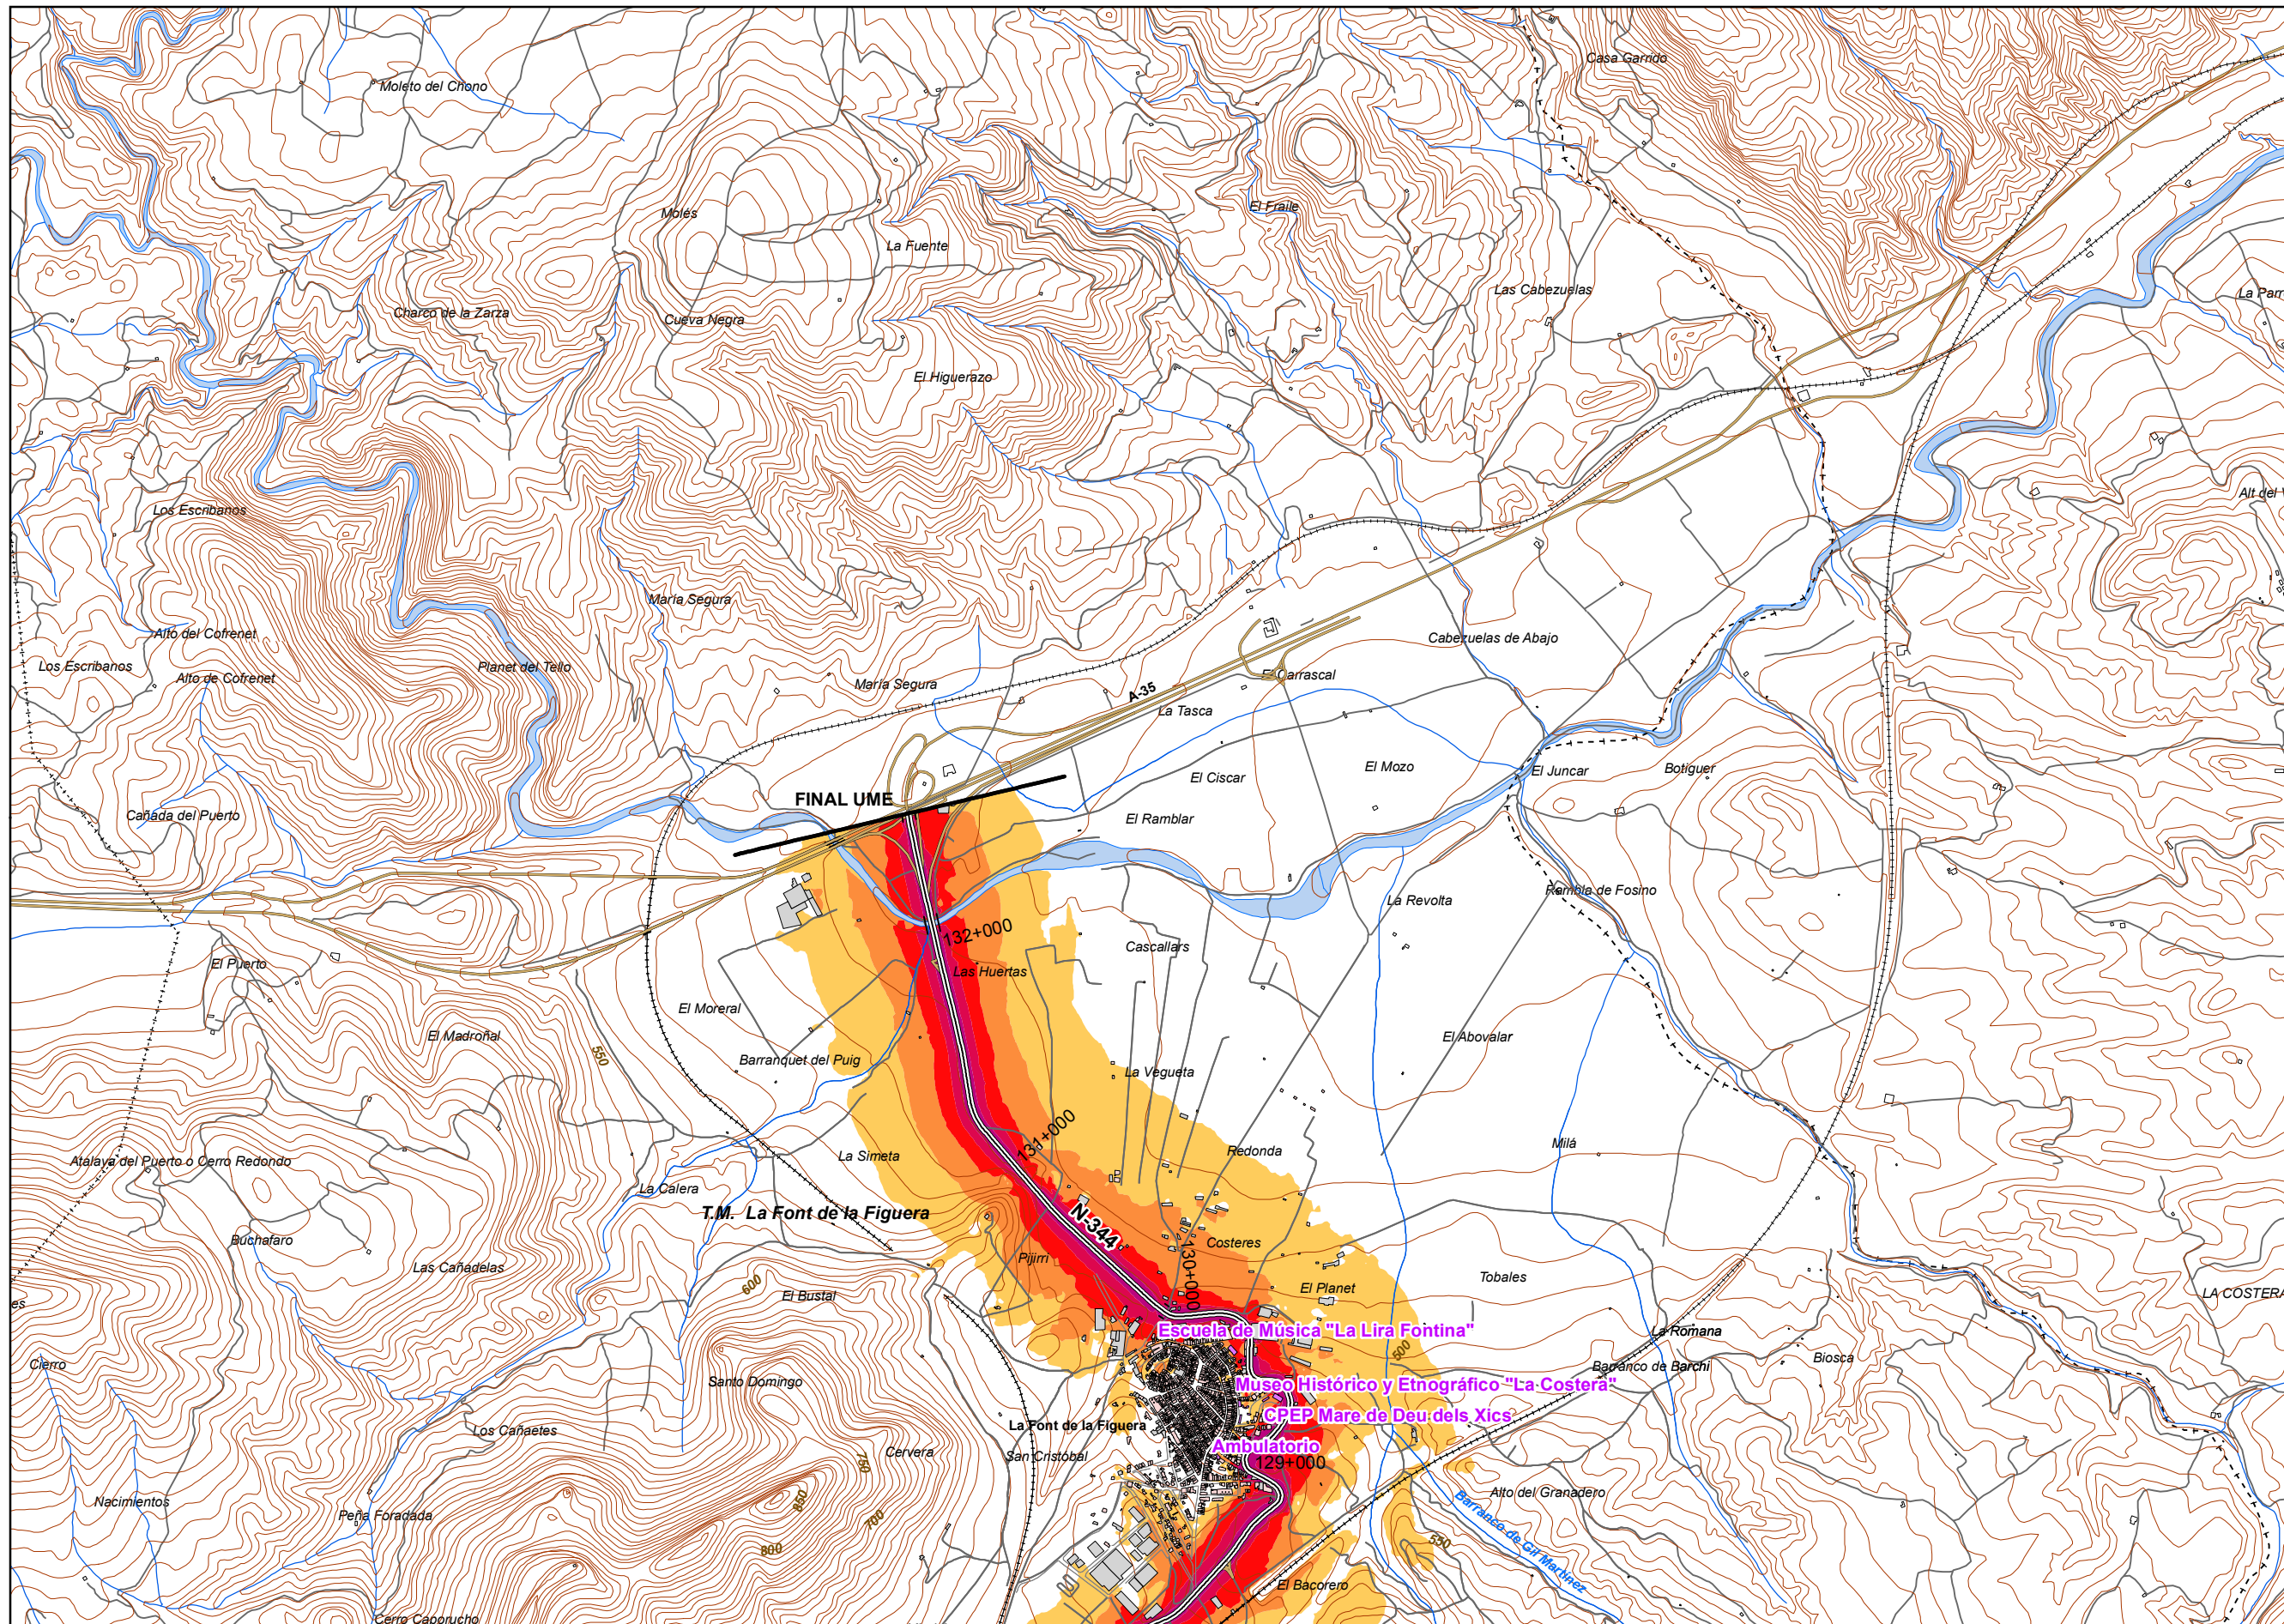 Casa Garrido
Moleto del Chono
Molés
El Fraile
La Fuente
Las Cabezuelas
La Parr
Charco de la Zarza
Cueva Negra
El Higuerazo
Los Escribanos
Alt del
María Segura
Alto del Cofrenet
Cabezuelas de Abajo
Los Escribanos
Planet del Tello
Alto de Cofrenet
El Carrascal
María Segura
A-35
La Tasca
El Mozo
El Juncar
Botiguer
El Ciscar
FINAL UME
Cañada del Puerto
El Ramblar
Rambla de Fosino
La Revolta
132+000
Cascallars
El Puerto
Las Huertas
El Moreral
El Madroñal
El Abovalar
550
Barranquet del Puig
La Vegueta
131+000
Milá
Redonda
La Simeta
Atalaya del Puerto o Cerro Redondo
La Calera
T.M. La Font de la Figuera
N-344
Buchafaro
Costeres
Pijirri
Las Cañadelas
130+000
Tobales
600
El Planet
El Bustal
LA COSTERA
es
Escuela de Música "La Lira Fontina"
La Romana
500
Biosca
Cierro
Barranco de Barchi
Santo Domingo
Museo Histórico y Etnográfico "La Costera"
CPEP Mare de Deu dels Xics
La Font de la Figuera
Los Cañaetes
Ambulatorio
Cervera
San Cristóbal
750
129+000
Alto del Granadero
Nacimientos
850
Peña Foradada
700
Barranco de Gil Martínez
550
800
El Bacorero
Cerro Caporucho